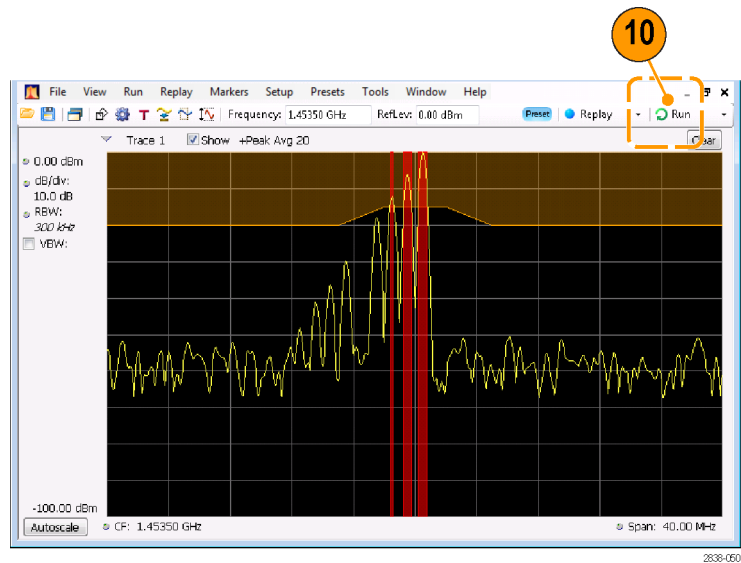 10
File View Run Replay Markers Setup Presets Tools Window Help
Frequency: 1.45350 GHz RefLev: 0.00 dBm Preset Replay Run
Trace 1 Show +Peak Avg 20 Clear
0.00 dBm
dB/div:
10.0 dB
RBW:
300 kHz
VBW:
-100.00 dBm
Autoscale CF: 1.45350 GHz Span: 40.00 MHz
2838-050